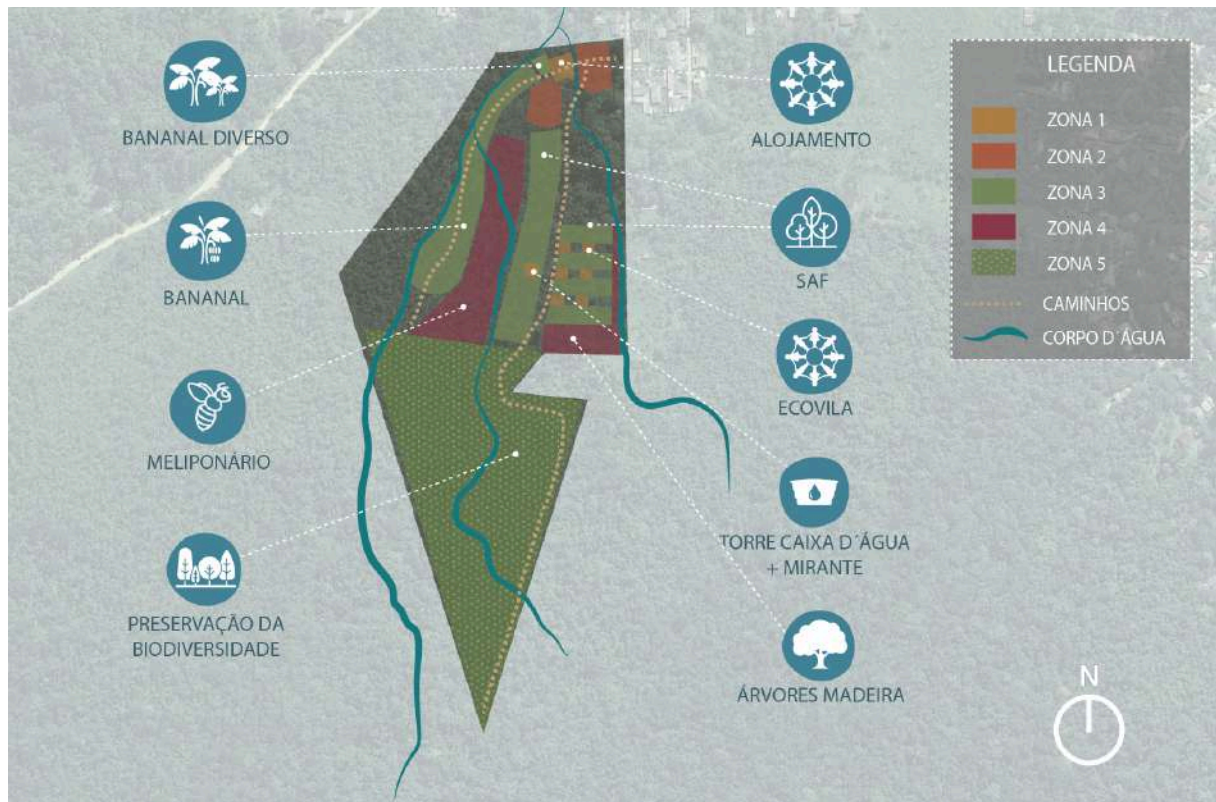 BANANAL DIVERSO
BANANAL
MELIPONÁRIO
PRESERVAÇÃO DA
BIODIVERSIDADE
ALOJAMENTO
SAF
ECOVILA
TORRE CAIXA D´ÁGUA
+ MIRANTE
ÁRVORES MADEIRA
LEGENDA
ZONA 1
ZONA 2
ZONA 3
ZONA 4
ZONA 5
CAMINHOS
CORPO D´ÁGUA
N